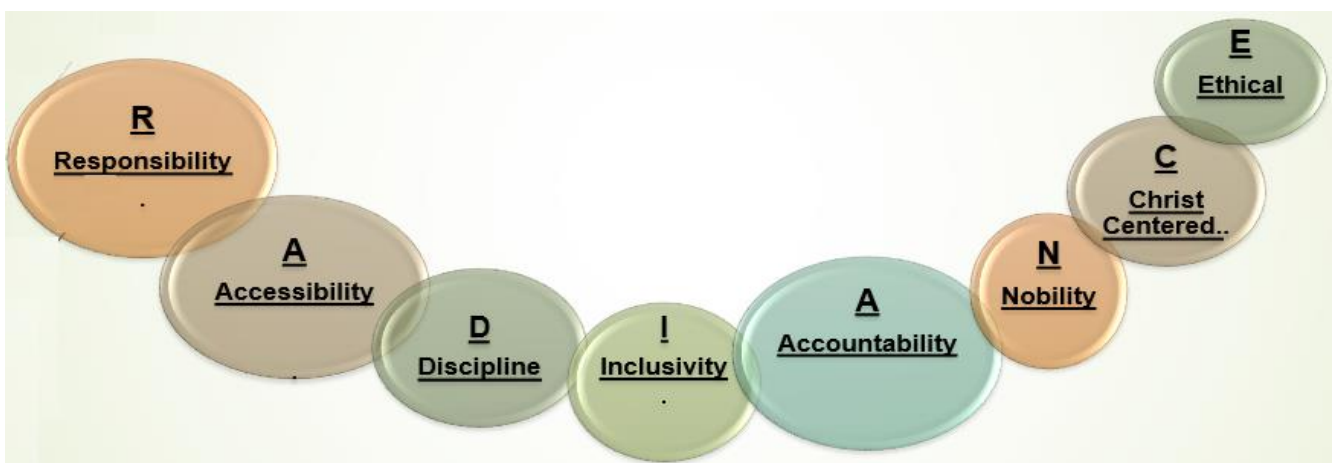 R
Responsibility
.
A
Accessibility
.
D
Discipline
I
Inclusivity
.
A
Accountability
N
Nobility
C
Christ
Centered..
E
Ethical